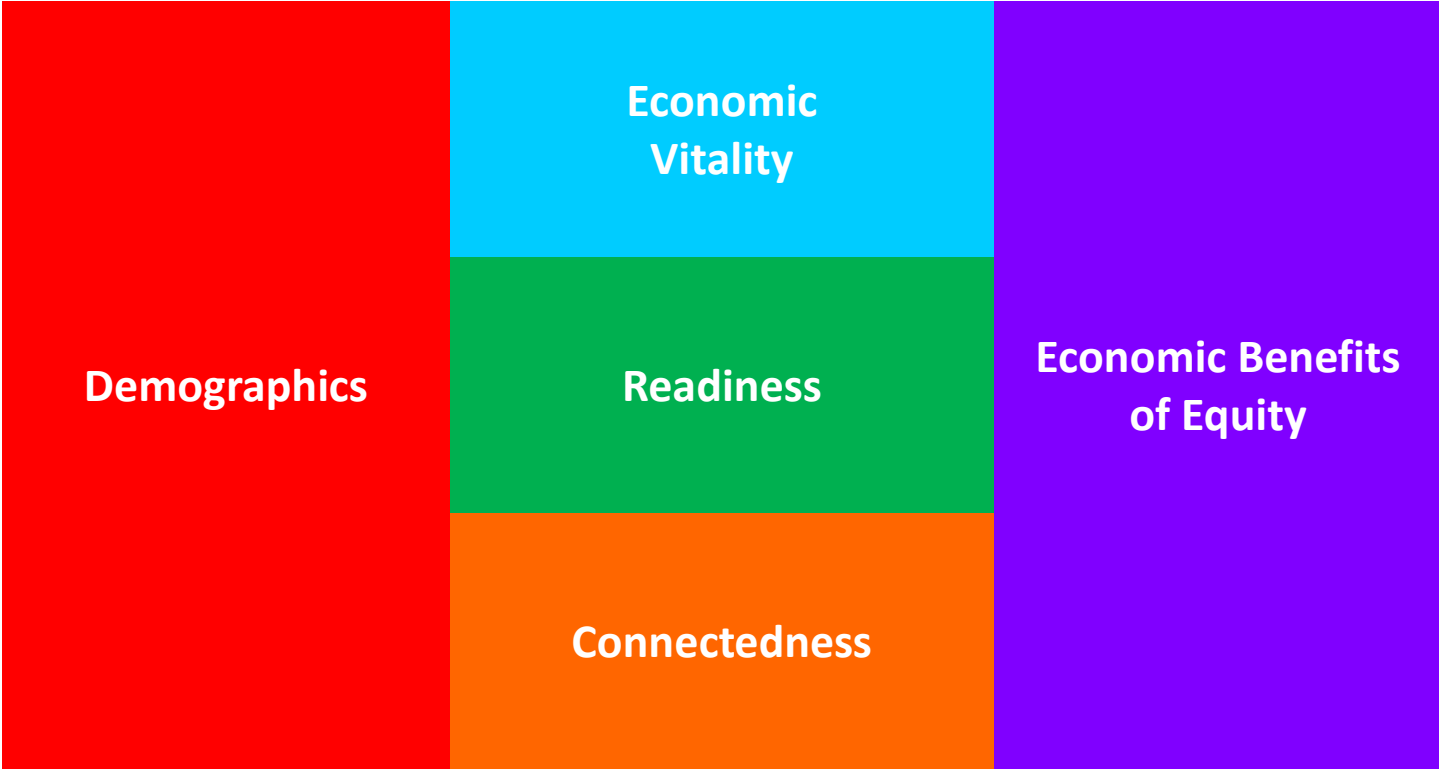 Demographics
Economic
Vitality
Readiness
Connectedness
Economic Benefits
of Equity